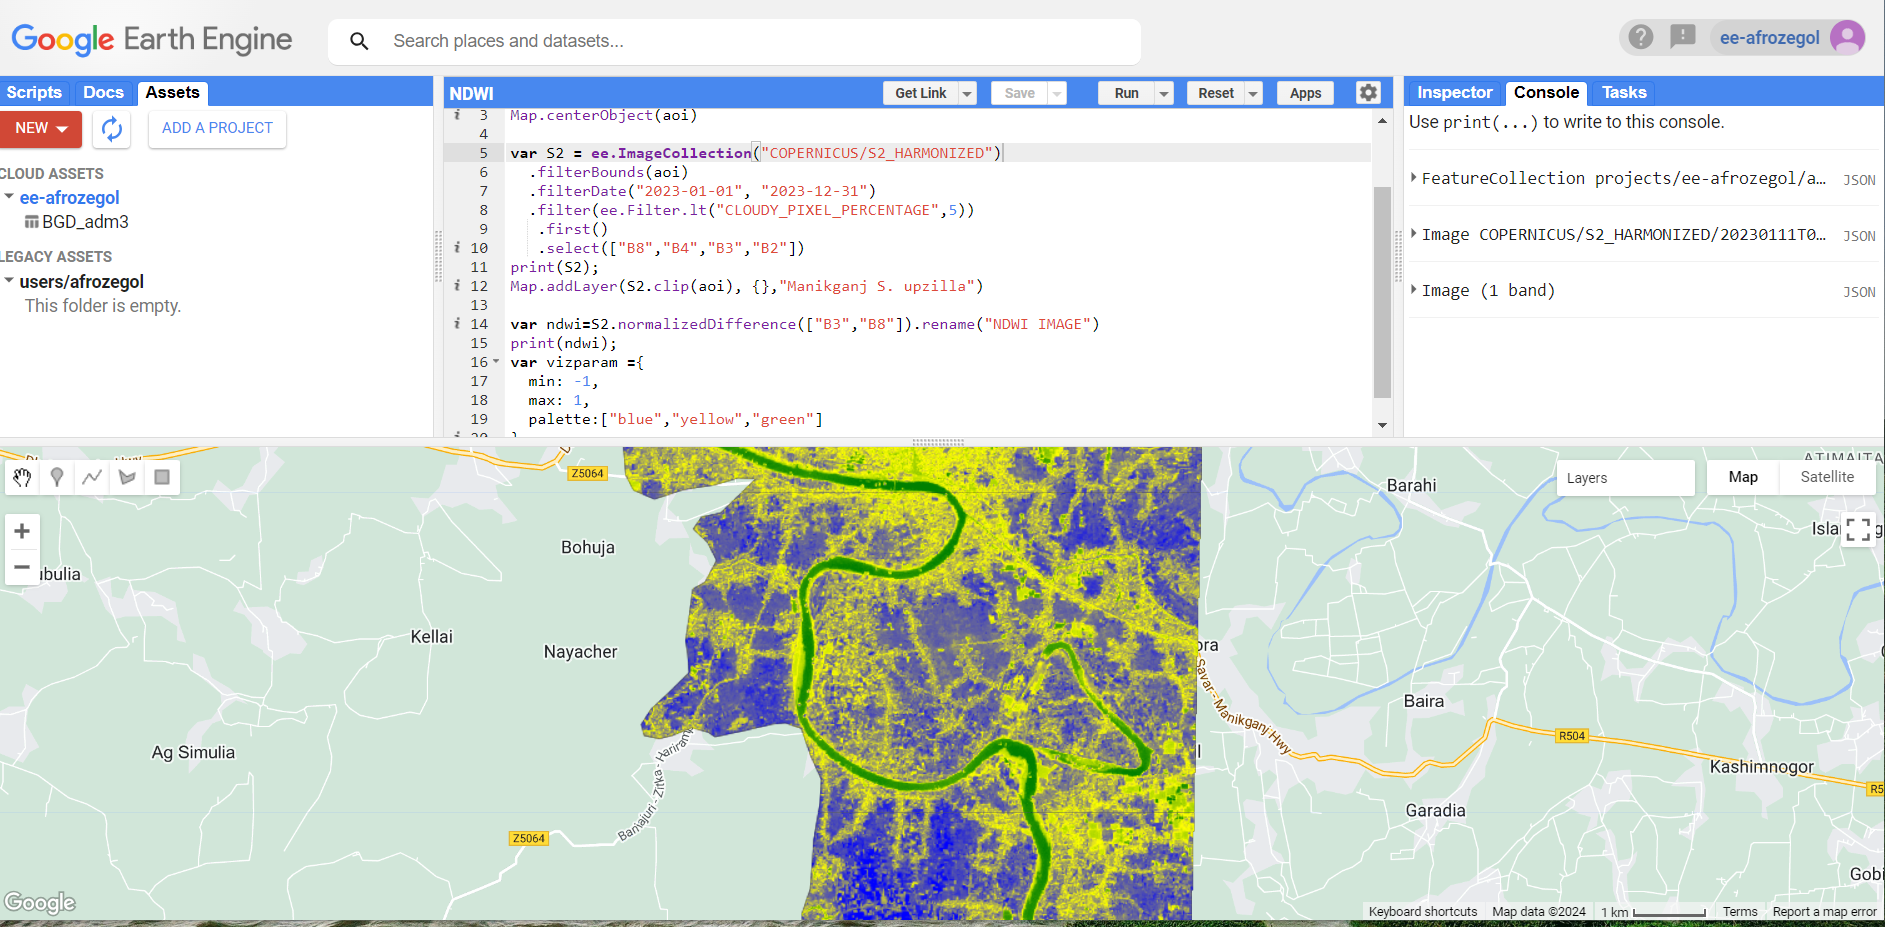 Google Earth Engine
Search places and datasets...
ee-afrozegol
Scripts Docs Assets
NEW
ADD A PROJECT
CLOUD ASSETS
ee-afrozegol
BGD_adm3
LEGACY ASSETS
users/afrozegol
This folder is empty.
NDWI
Get Link Save Run Reset Apps
i 3 Map.centerObject(aoi)
4
5 var S2 = ee.ImageCollection("COPERNICUS/S2_HARMONIZED")
6 .filterBounds(aoi)
7 .filterDate("2023-01-01", "2023-12-31")
8 .filter(ee.Filter.lt("CLOUDY_PIXEL_PERCENTAGE",5))
9 .first()
i 10 .select(["B8","B4","B3","B2"])
11 print(S2);
i 12 Map.addLayer(S2.clip(aoi), {},"Manikganj S. upzilla")
13
i 14 var ndwi=S2.normalizedDifference(["B3","B8"]).rename("NDWI IMAGE")
15 print(ndwi);
16 var vizparam ={
17 min: -1,
18 max: 1,
19 palette:["blue","yellow","green"]
i 20 }
Inspector Console Tasks
Use print(...) to write to this console.
FeatureCollection projects/ee-afrozegol/a... JSON
Image COPERNICUS/S2_HARMONIZED/20230111T0... JSON
Image (1 band) JSON
Layers
Map Satellite
Z5064
Barahi
Bohuja
Kellai
Nayacher
Ag Simulia
Z5064
Savar - Manikganj Hwy
Baira
R504
Kashimnogor
Garadia
Google
Keyboard shortcuts Map data ©2024 1 km Terms Report a map error